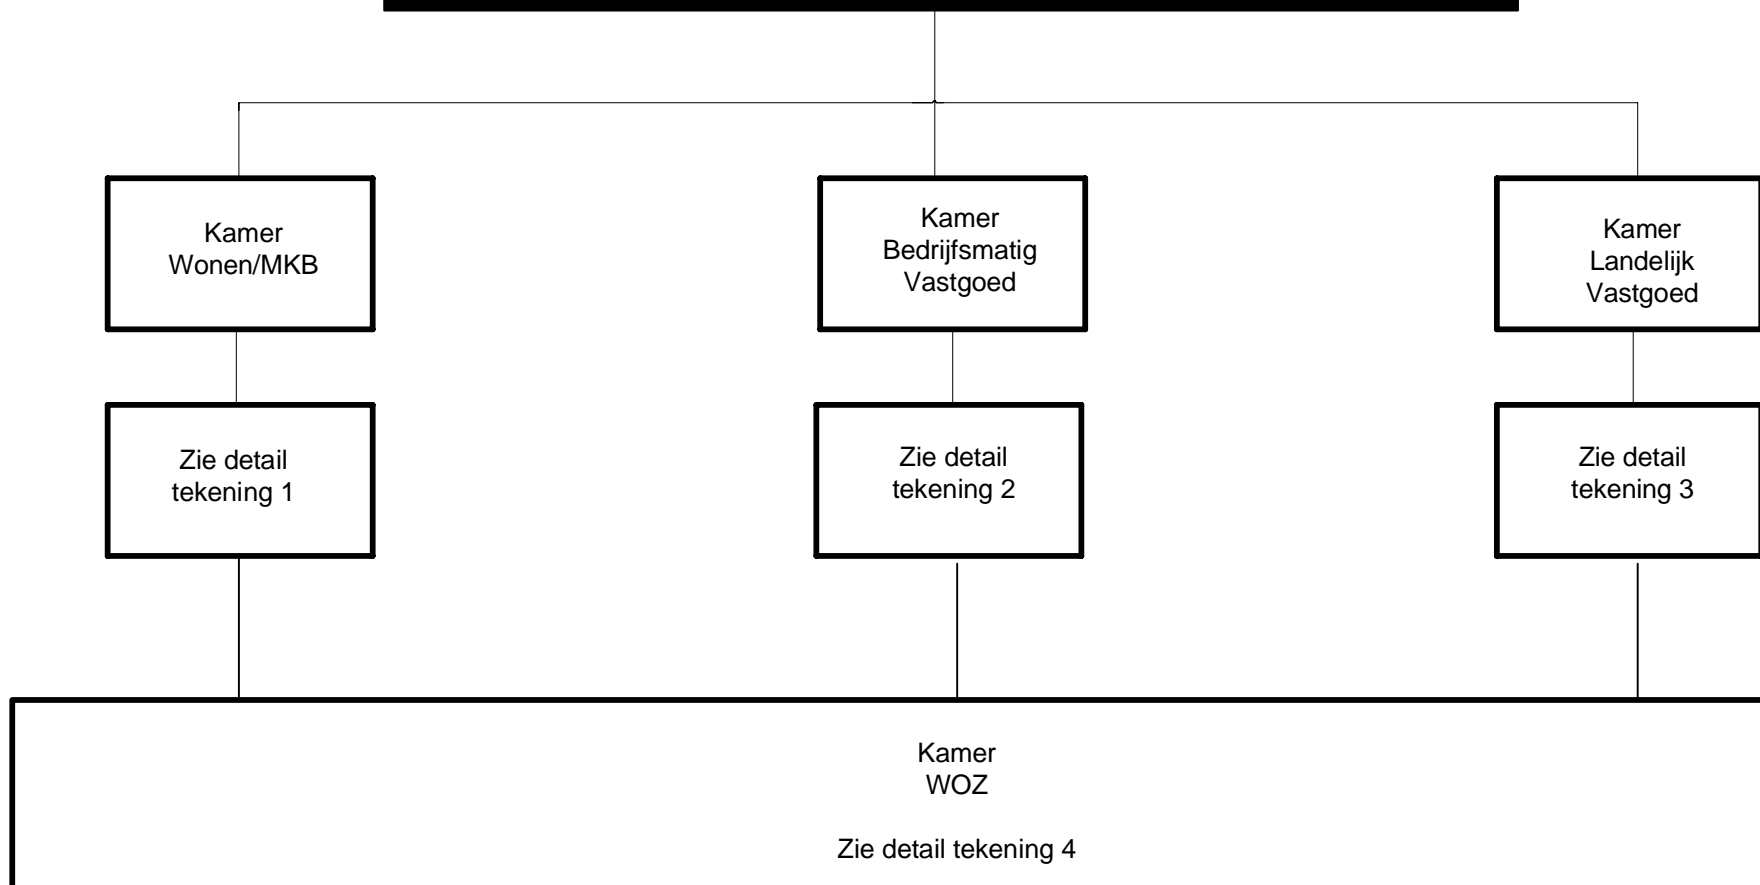 Kamer
Wonen/MKB
Kamer
Bedrijfsmatig
Vastgoed
Kamer
Landelijk
Vastgoed
Zie detail
tekening 1
Zie detail
tekening 2
Zie detail
tekening 3
Kamer
WOZ
Zie detail tekening 4